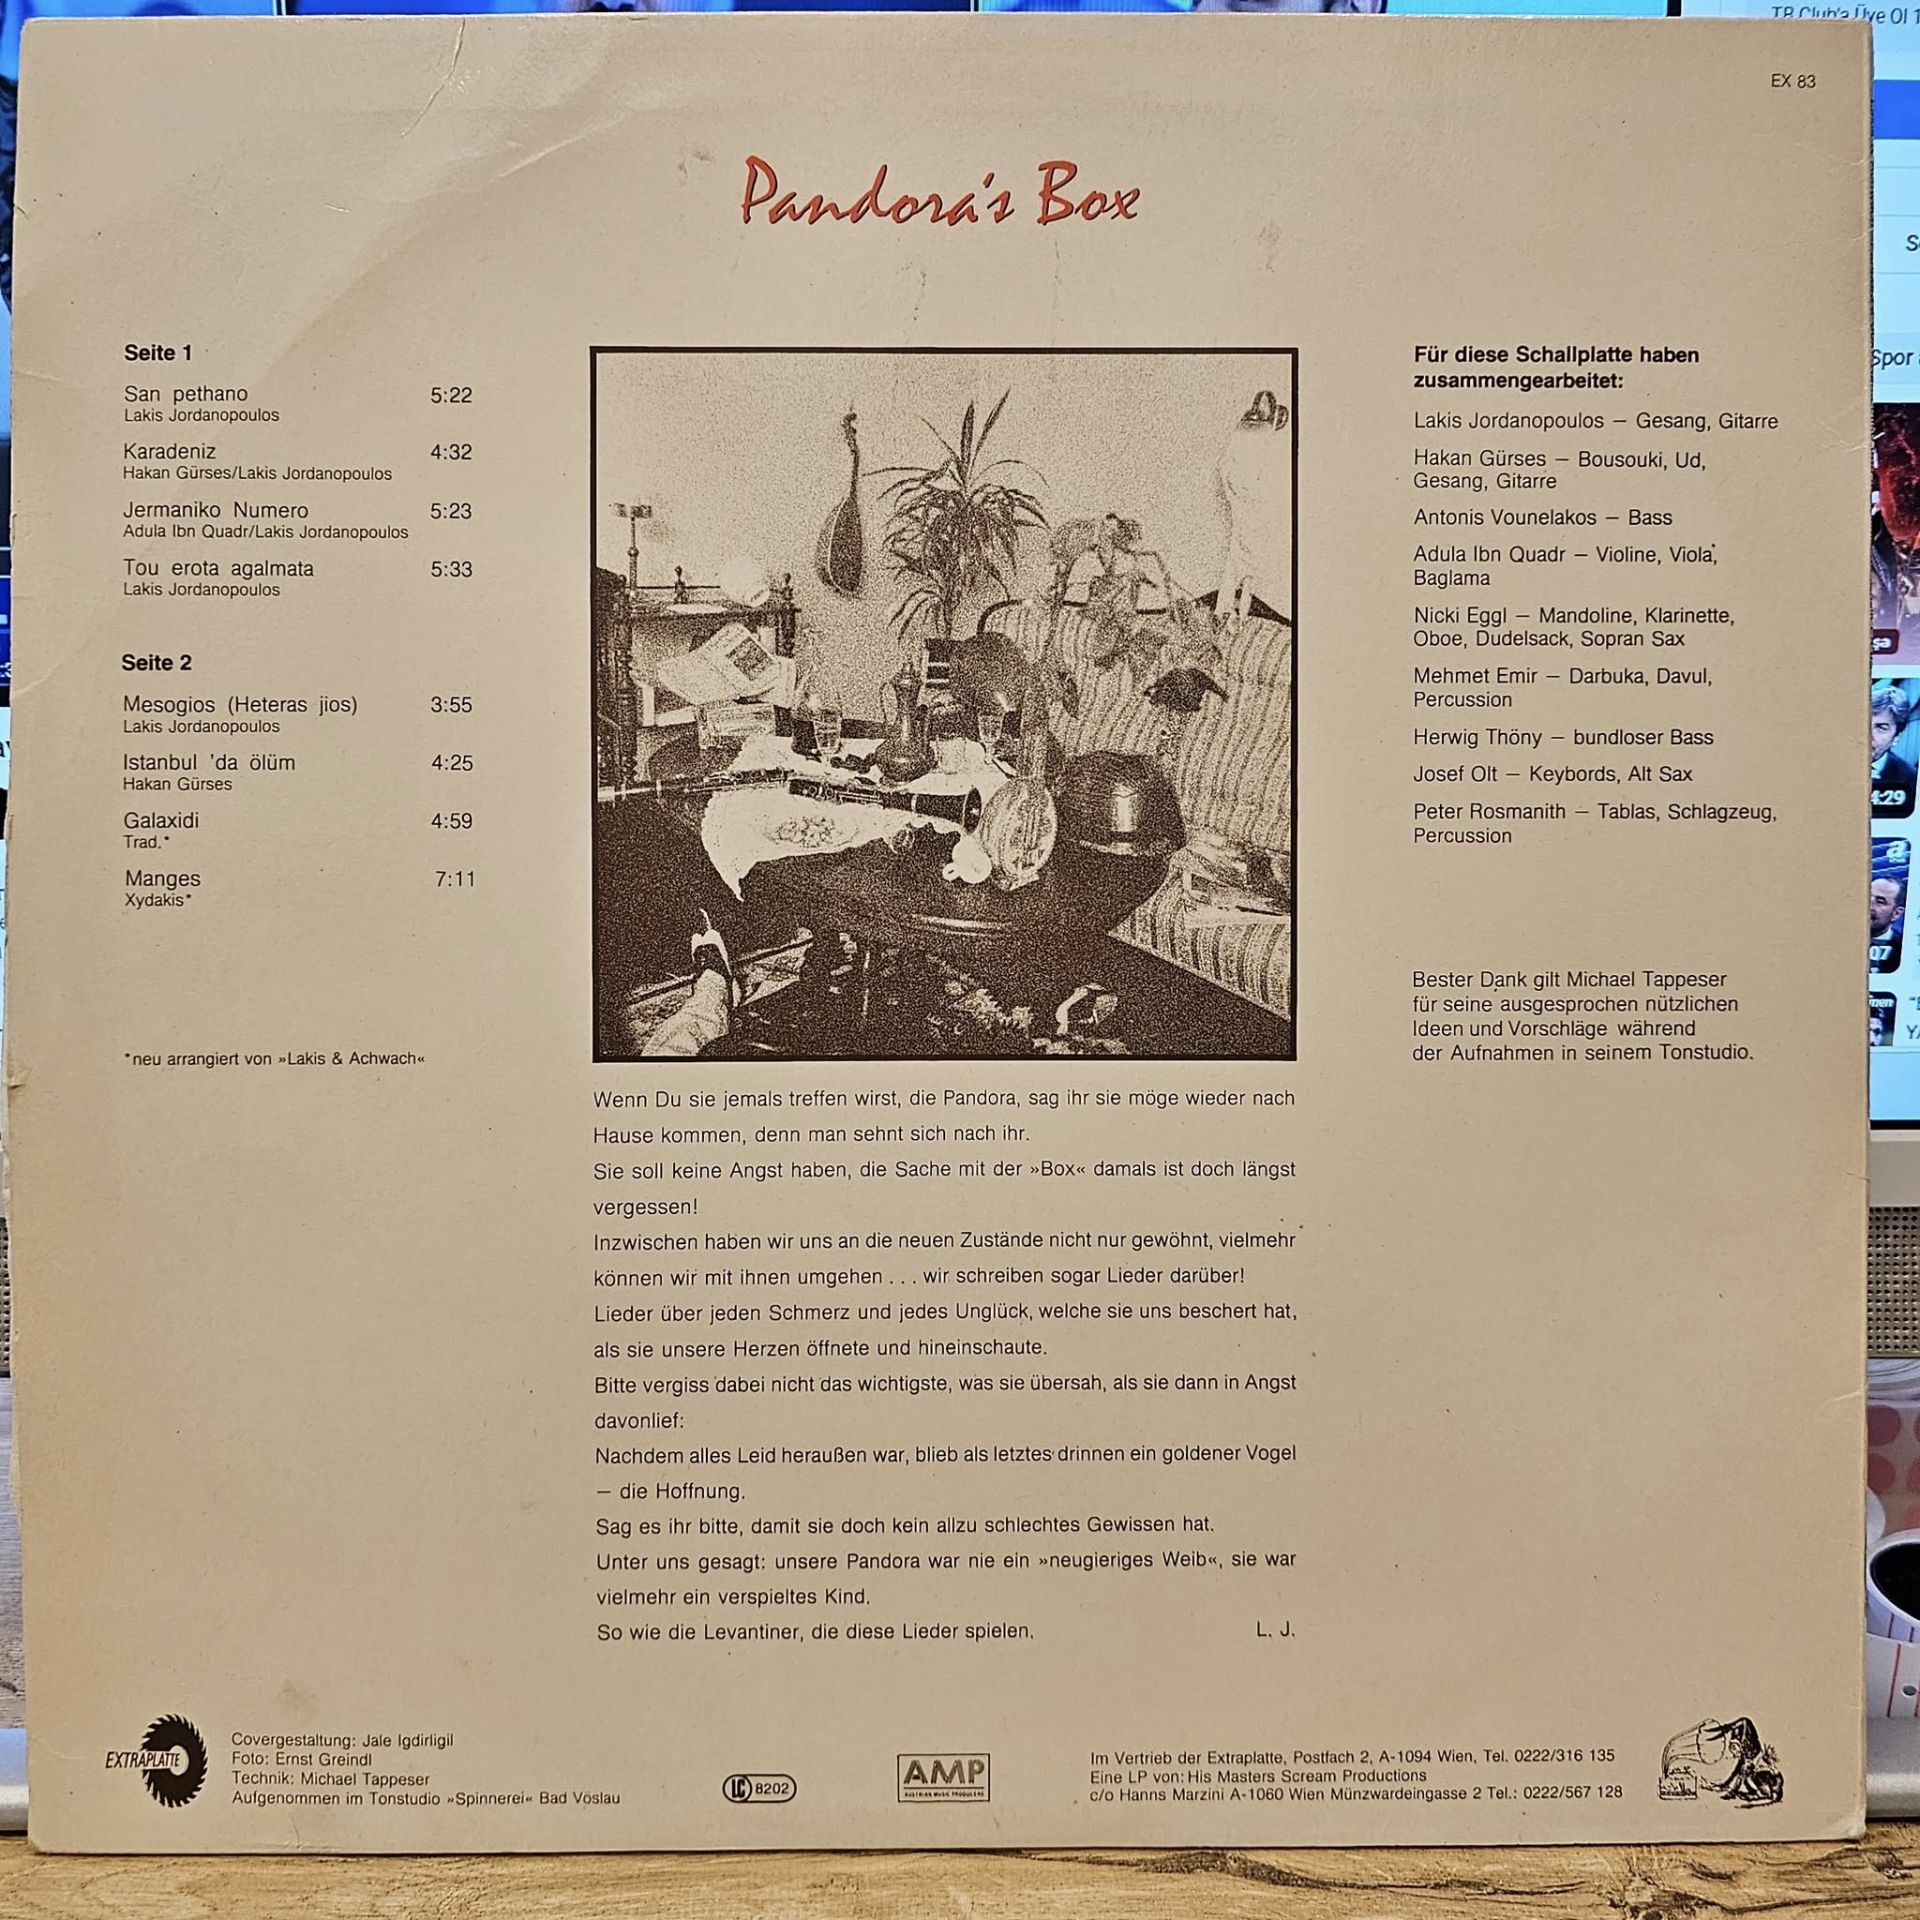 EX 83
Pandora's Box
Seite 1
San pethano 5:22
Lakis Jordanopoulos
Karadeniz 4:32
Hakan Gürses/Lakis Jordanopoulos
Jermaniko Numero 5:23
Adula Ibn Quadr/Lakis Jordanopoulos
Tou erota agalmata 5:33
Lakis Jordanopoulos
Seite 2
Mesogios (Heteras jios) 3:55
Lakis Jordanopoulos
Istanbul 'da ölüm 4:25
Hakan Gürses
Galaxidi 4:59
Trad.*
Manges 7:11
Xydakis*
*neu arrangiert von »Lakis & Achwach«
Für diese Schallplatte haben
zusammengearbeitet:
Lakis Jordanopoulos – Gesang, Gitarre
Hakan Gürses – Bousouki, Ud,
Gesang, Gitarre
Antonis Vounelakos – Bass
Adula Ibn Quadr – Violine, Viola,
Baglama
Nicki Eggl – Mandoline, Klarinette,
Oboe, Dudelsack, Sopran Sax
Mehmet Emir – Darbuka, Davul,
Percussion
Herwig Thöny – bundloser Bass
Josef Olt – Keybords, Alt Sax
Peter Rosmanith – Tablas, Schlagzeug,
Percussion
Bester Dank gilt Michael Tappeser
für seine ausgesprochen nützlichen
Ideen und Vorschläge während
der Aufnahmen in seinem Tonstudio.
Wenn Du sie jemals treffen wirst, die Pandora, sag ihr sie möge wieder nach
Hause kommen, denn man sehnt sich nach ihr.
Sie soll keine Angst haben, die Sache mit der »Box« damals ist doch längst
vergessen!
Inzwischen haben wir uns an die neuen Zustände nicht nur gewöhnt, vielmehr
können wir mit ihnen umgehen . . . wir schreiben sogar Lieder darüber!
Lieder über jeden Schmerz und jedes Unglück, welche sie uns beschert hat,
als sie unsere Herzen öffnete und hineinschaute.
Bitte vergiss dabei nicht das wichtigste, was sie übersah, als sie dann in Angst
davonlief:
Nachdem alles Leid heraußen war, blieb als letztes drinnen ein goldener Vogel
– die Hoffnung.
Sag es ihr bitte, damit sie doch kein allzu schlechtes Gewissen hat.
Unter uns gesagt: unsere Pandora war nie ein »neugieriges Weib«, sie war
vielmehr ein verspieltes Kind.
So wie die Levantiner, die diese Lieder spielen. L. J.
EXTRAPLATTE
Covergestaltung: Jale Igdirligil
Foto: Ernst Greindl
Technik: Michael Tappeser
Aufgenommen im Tonstudio »Spinnerei« Bad Vöslau
LC 8202
AMP
AUSTRIAN MUSIC PRODUCERS
Im Vertrieb der Extraplatte, Postfach 2, A-1094 Wien, Tel. 0222/316 135
Eine LP von: His Masters Scream Productions
c/o Hanns Marzini A-1060 Wien Münzwardeingasse 2 Tel.: 0222/567 128
Spor
4:29
07